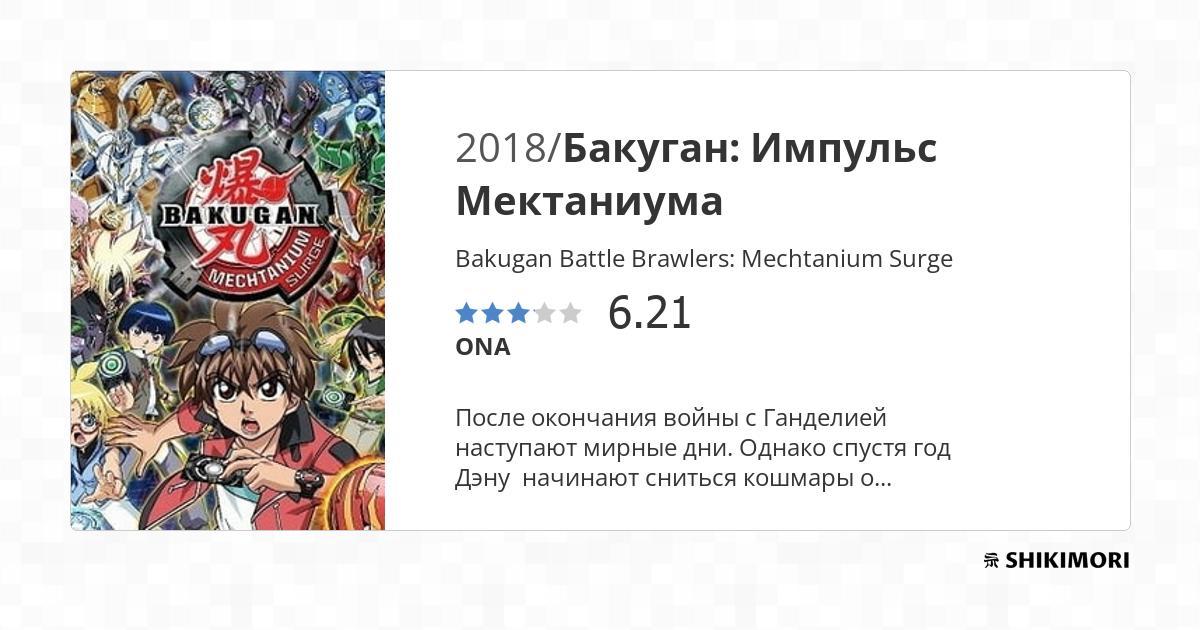 爆
BAKUGAN
丸
MECHTANIUM
SURGE
2018/Бакуган: Импульс
Мектаниума
Bakugan Battle Brawlers: Mechtanium Surge
6.21
ONA
После окончания войны с Ганделией
наступают мирные дни. Однако спустя год
Дэну  начинают сниться кошмары о...
SHIKIMORI